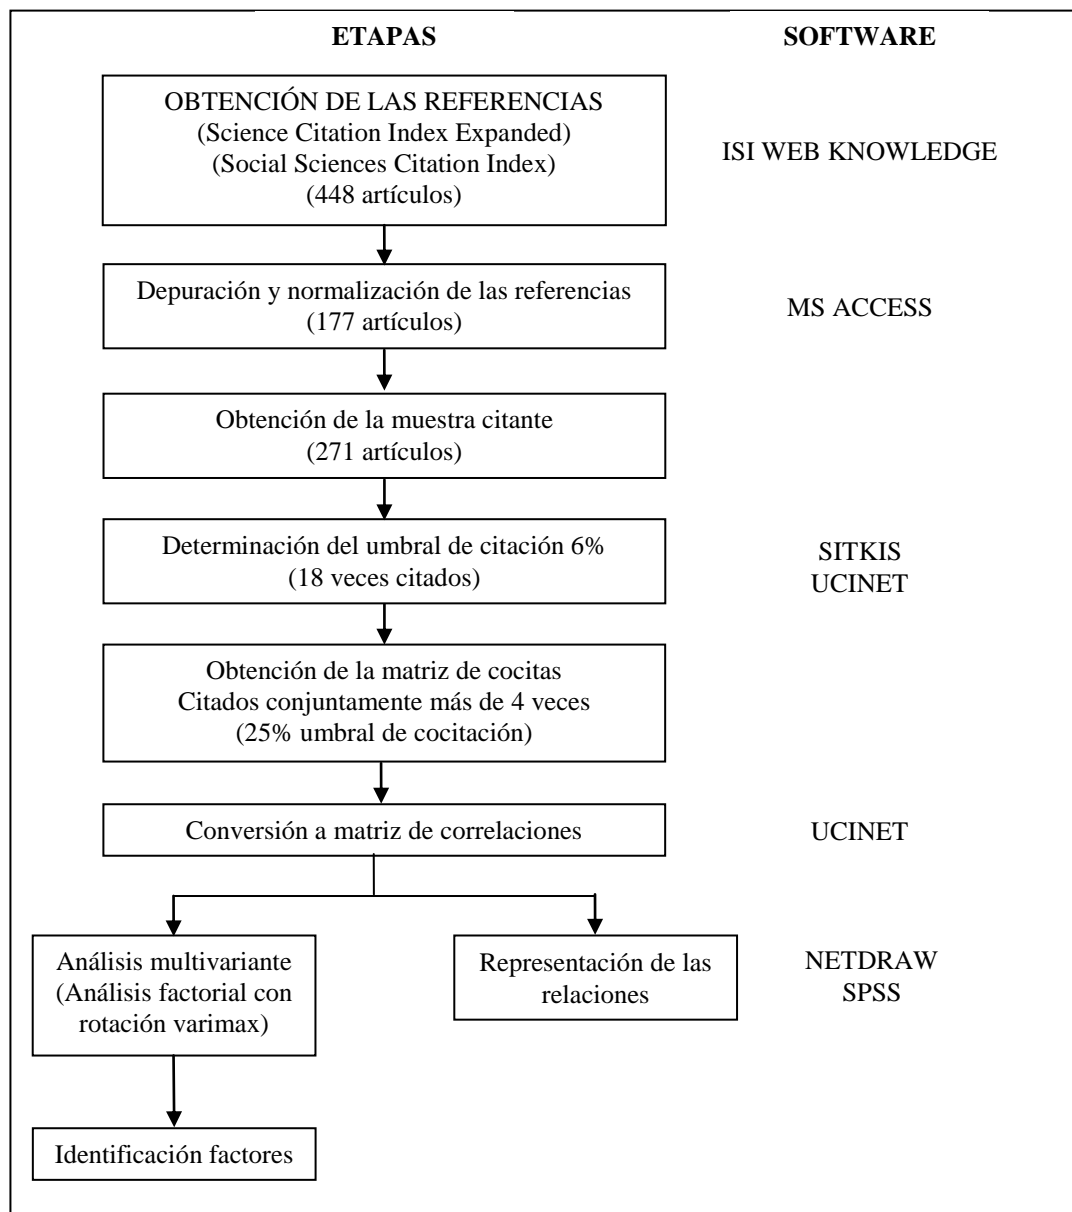 ETAPAS
SOFTWARE
OBTENCIÓN DE LAS REFERENCIAS
(Science Citation Index Expanded)
(Social Sciences Citation Index)
(448 artículos)
ISI WEB KNOWLEDGE
Depuración y normalización de las referencias
(177 artículos)
MS ACCESS
Obtención de la muestra citante
(271 artículos)
Determinación del umbral de citación 6%
(18 veces citados)
SITKIS
UCINET
Obtención de la matriz de cocitas
Citados conjuntamente más de 4 veces
(25% umbral de cocitación)
Conversión a matriz de correlaciones
UCINET
Análisis multivariante
(Análisis factorial con
rotación varimax)
Representación de las
relaciones
NETDRAW
SPSS
Identificación factores